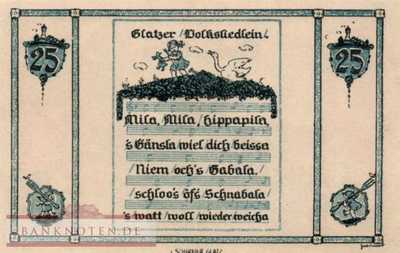 Glatzer Volksliedlein!
25 25
Mila, Mila, hippapila,
's Gänsla wiel dich beissa
Niem och's Gabala,
schloo's öfs Schnabala
's watt woll wieder weicha
BANKNOTEN.DE